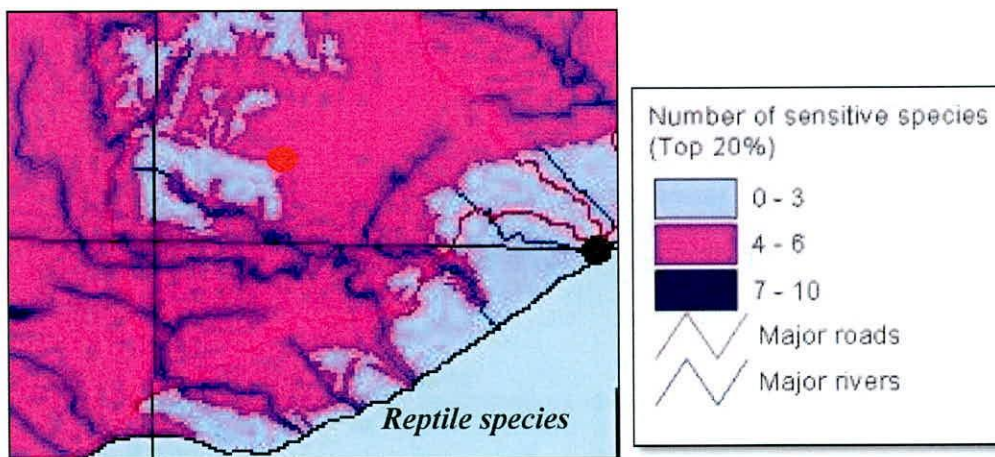 Reptile species
Number of sensitive species
(Top 20%)
0 - 3
4 - 6
7 - 10
Major roads
Major rivers